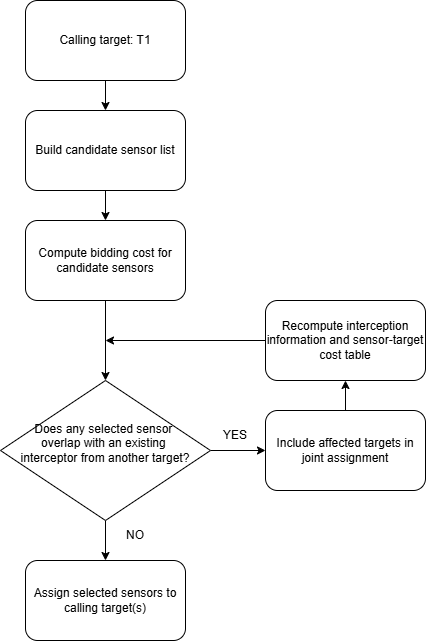 Calling target: T1
Build candidate sensor list
Compute bidding cost for
candidate sensors
Recompute interception
information and sensor-target
cost table
Does any selected sensor
overlap with an existing
interceptor from another target?
YES
Include affected targets in
joint assignment
NO
Assign selected sensors to
calling target(s)